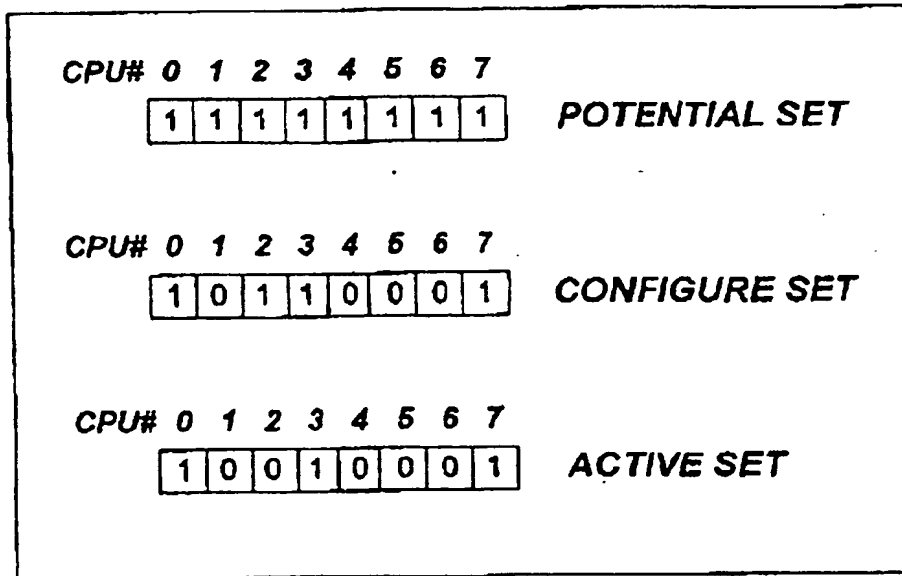 CPU# 0 1 2 3 4 5 6 7
1 1 1 1 1 1 1 1 POTENTIAL SET
CPU# 0 1 2 3 4 5 6 7
1 0 1 1 0 0 0 1 CONFIGURE SET
CPU# 0 1 2 3 4 5 6 7
1 0 0 1 0 0 0 1 ACTIVE SET